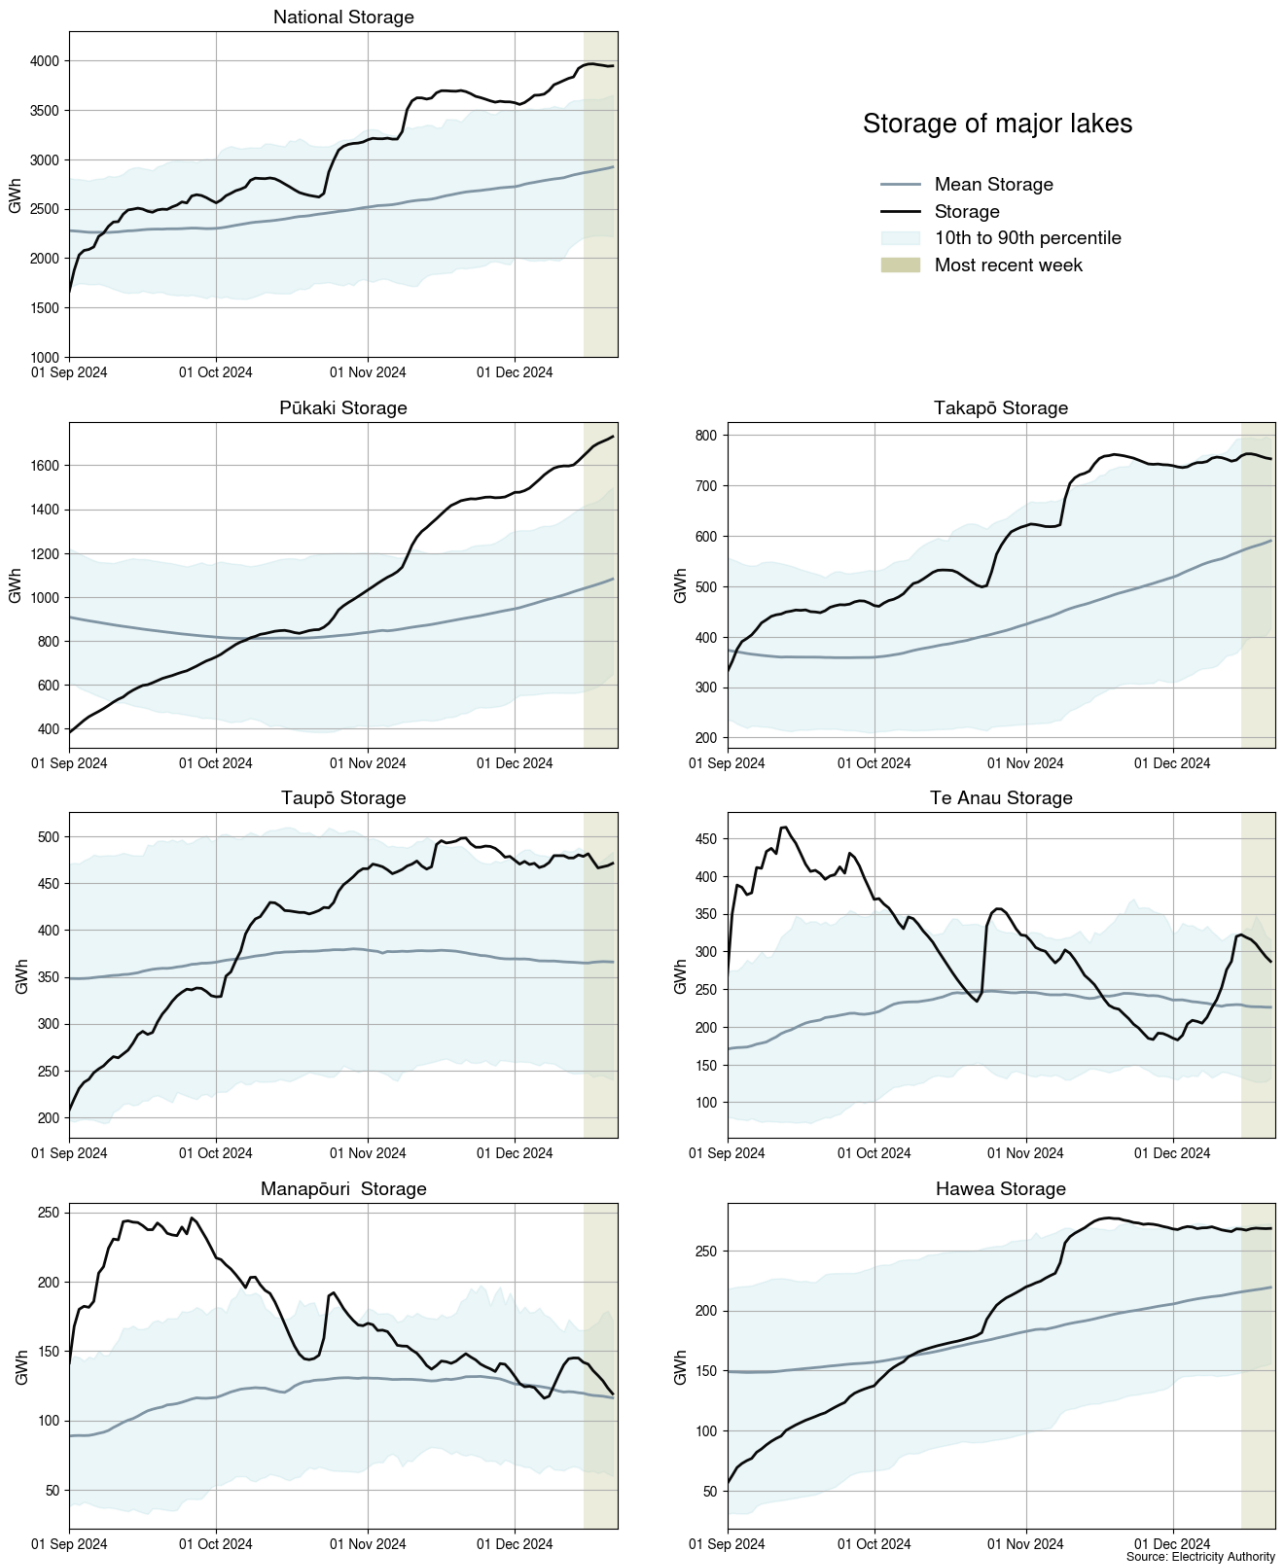 National Storage
4000
3500
3000
2500
2000
1500
1000
GWh
01 Sep 2024 01 Oct 2024 01 Nov 2024 01 Dec 2024
Storage of major lakes
Mean Storage
Storage
10th to 90th percentile
Most recent week
Pūkaki Storage
1600
1400
1200
1000
800
600
400
GWh
01 Sep 2024 01 Oct 2024 01 Nov 2024 01 Dec 2024
Takapō Storage
800
700
600
500
400
300
200
GWh
01 Sep 2024 01 Oct 2024 01 Nov 2024 01 Dec 2024
Taupō Storage
500
450
400
350
300
250
200
GWh
01 Sep 2024 01 Oct 2024 01 Nov 2024 01 Dec 2024
Te Anau Storage
450
400
350
300
250
200
150
100
GWh
01 Sep 2024 01 Oct 2024 01 Nov 2024 01 Dec 2024
Manapōuri  Storage
250
200
150
100
50
GWh
01 Sep 2024 01 Oct 2024 01 Nov 2024 01 Dec 2024
Hawea Storage
250
200
150
100
50
GWh
01 Sep 2024 01 Oct 2024 01 Nov 2024 01 Dec 2024
Source: Electricity Authority